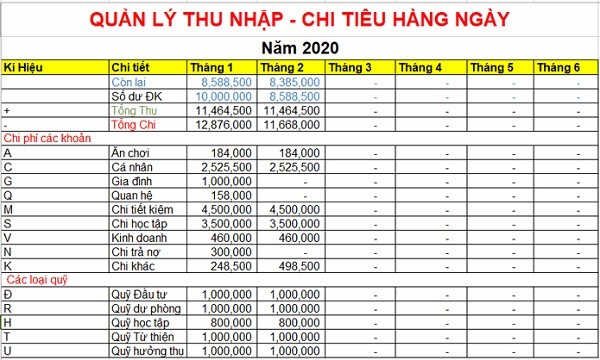 QUẢN LÝ THU NHẬP - CHI TIÊU HÀNG NGÀY
Năm 2020
Kí Hiệu Chi tiết Tháng 1 Tháng 2 Tháng 3 Tháng 4 Tháng 5 Tháng 6
Còn lại 8,588,500 8,385,000 - - - -
Số dư ĐK 10,000,000 8,588,500 - - - -
+ Tổng Thu 11,464,500 11,464,500 - - - -
- Tổng Chi 12,876,000 11,668,000 - - - -
Chi phí các khoản
A Ăn chơi 184,000 184,000 - - - -
C Cá nhân 2,525,500 2,525,500 - - - -
G Gia đình 1,000,000 - - - - -
Q Quan hệ 158,000 - - - - -
M Chi tiết kiệm 4,500,000 4,500,000 - - - -
S Chi học tập 3,500,000 3,500,000 - - - -
V Kinh doanh 460,000 460,000 - - - -
N Chi trả nợ 300,000 - - - - -
K Chi khác 248,500 498,500 - - - -
Các loại quỹ
Đ Quỹ Đầu tư 1,000,000 1,000,000 - - - -
R Quỹ dự phòng 1,000,000 1,000,000 - - - -
H Quỹ học tập 800,000 800,000 - - - -
T Quỹ Từ thiện 1,000,000 1,000,000 - - - -
U Quỹ hưởng thu 1,000,000 1,000,000 - - - -